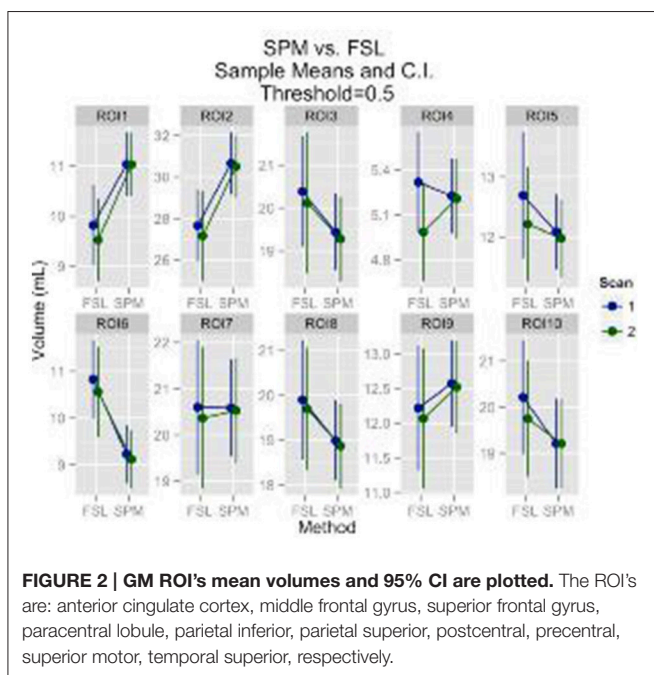 SPM vs. FSL
Sample Means and C.I.
Threshold=0.5
ROI1 ROI2 ROI3 ROI4 ROI5
11
10
9
32
30
28
26
21
20
19
5.4
5.1
4.8
13
12
FSL SPM FSL SPM FSL SPM FSL SPM FSL SPM
Volume (mL)
Scan
1
2
ROI6 ROI7 ROI8 ROI9 ROI10
11
10
9
22
21
20
19
21
20
19
18
13.0
12.5
12.0
11.5
11.0
21
20
19
FSL SPM FSL SPM FSL SPM FSL SPM FSL SPM
Method
FIGURE 2 | GM ROI's mean volumes and 95% CI are plotted. The ROI's
are: anterior cingulate cortex, middle frontal gyrus, superior frontal gyrus,
paracentral lobule, parietal inferior, parietal superior, postcentral, precentral,
superior motor, temporal superior, respectively.